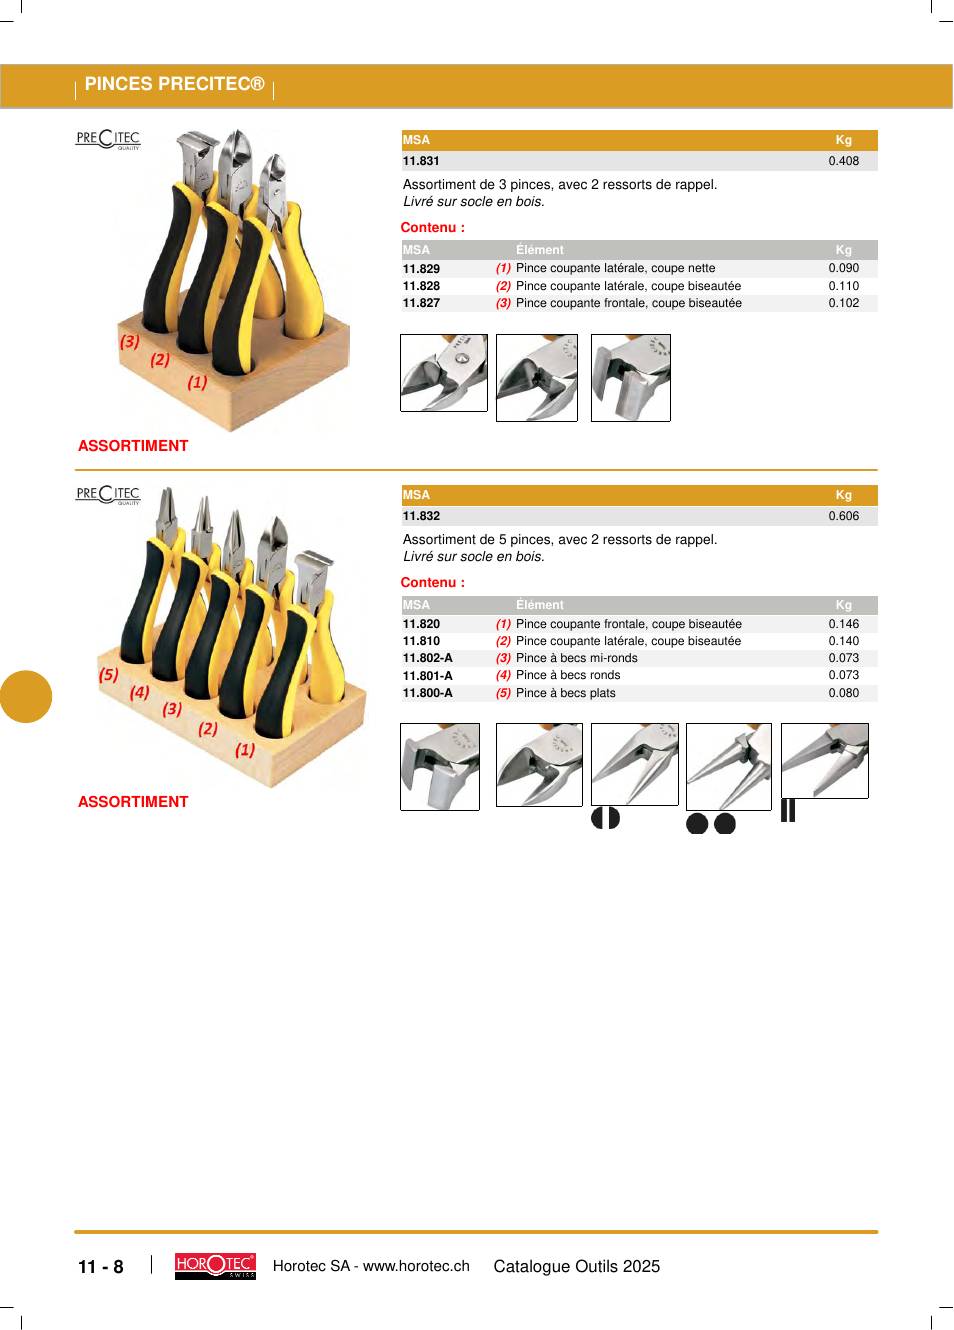 PINCES PRECITEC®
PRECITEC
QUALITY
(3)
(2)
(1)
ASSORTIMENT
MSA Kg
11.831 0.408
Assortiment de 3 pinces, avec 2 ressorts de rappel.
Livré sur socle en bois.
Contenu :
MSA Élément Kg
11.829 (1) Pince coupante latérale, coupe nette 0.090
11.828 (2) Pince coupante latérale, coupe biseautée 0.110
11.827 (3) Pince coupante frontale, coupe biseautée 0.102
PRECITEC
QUALITY
(5)
(4)
(3)
(2)
(1)
ASSORTIMENT
MSA Kg
11.832 0.606
Assortiment de 5 pinces, avec 2 ressorts de rappel.
Livré sur socle en bois.
Contenu :
MSA Élément Kg
11.820 (1) Pince coupante frontale, coupe biseautée 0.146
11.810 (2) Pince coupante latérale, coupe biseautée 0.140
11.802-A (3) Pince à becs mi-ronds 0.073
11.801-A (4) Pince à becs ronds 0.073
11.800-A (5) Pince à becs plats 0.080
11 - 8
HOROTEC®
SWISS
Horotec SA - www.horotec.ch Catalogue Outils 2025